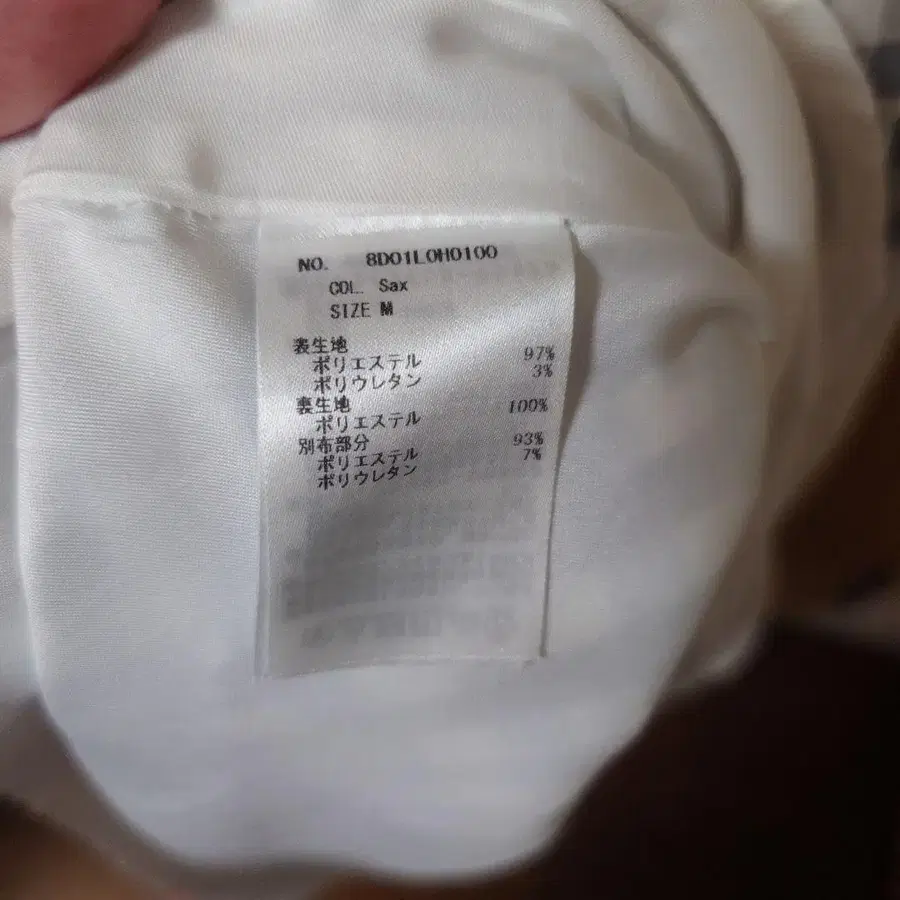 NO. 8D01L0H0100
COL. Sax
SIZE M
表生地
ポリエステル 97%
ポリウレタン 3%
裏生地
ポリエステル 100%
別布部分
ポリエステル 93%
ポリウレタン 7%